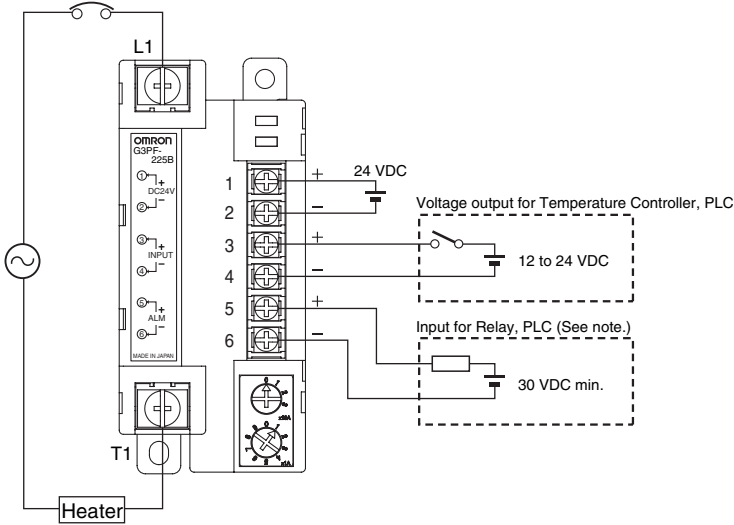 L1
OMRON
G3PF-
225B
1 +
DC24V
2 −
3 +
INPUT
4 −
5 +
ALM
6 −
MADE IN JAPAN
T1
Heater
1
2
3
4
5
6
+ 24 VDC
−
+
−
+
−
Voltage output for Temperature Controller, PLC
12 to 24 VDC
Input for Relay, PLC (See note.)
30 VDC min.